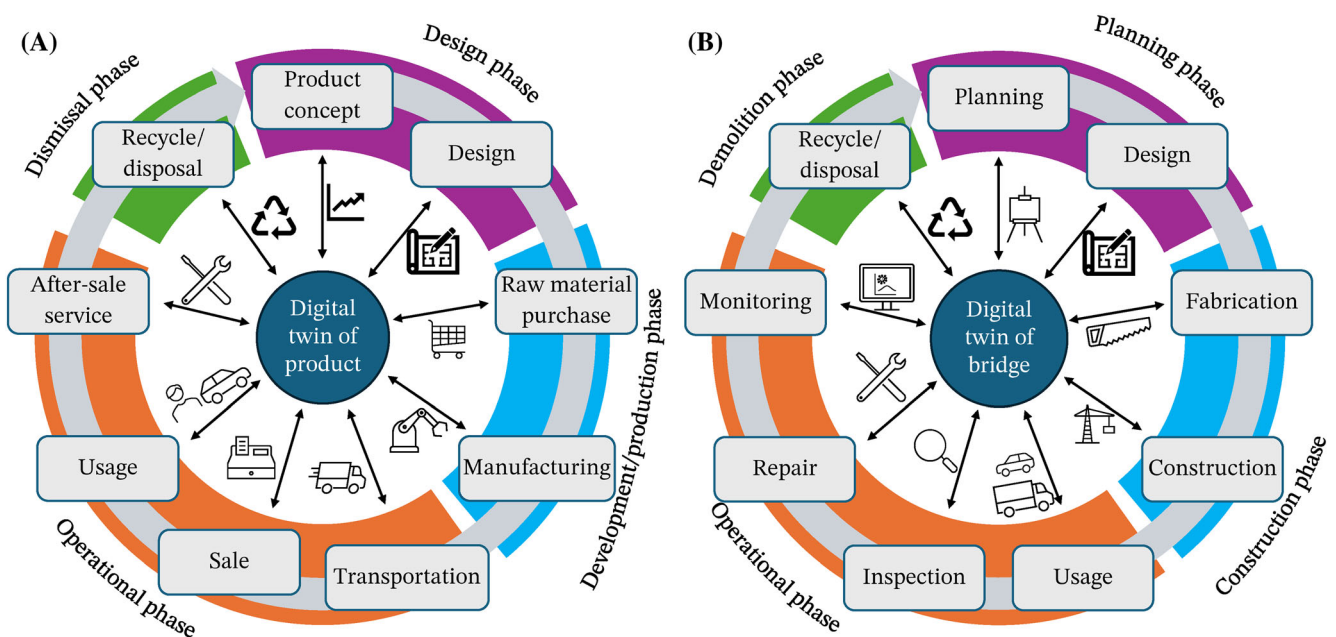 (A)
Design phase
Dismissal phase
Product
concept
Recycle/
disposal
Design
After-sale
service
Digital
twin of
product
Raw material
purchase
Usage
Manufacturing
Sale
Transportation
Development/production phase
Operational phase
(B)
Planning phase
Demolition phase
Planning
Recycle/
disposal
Design
Monitoring
Digital
twin of
bridge
Fabrication
Repair
Construction
Inspection
Usage
Construction phase
Operational phase